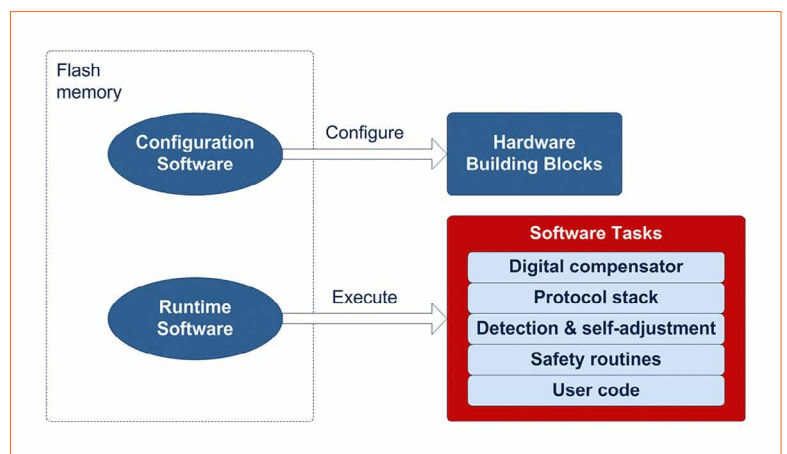 Flash
memory
Configuration
Software
Configure
Hardware
Building Blocks
Runtime
Software
Execute
Software Tasks
Digital compensator
Protocol stack
Detection & self-adjustment
Safety routines
User code